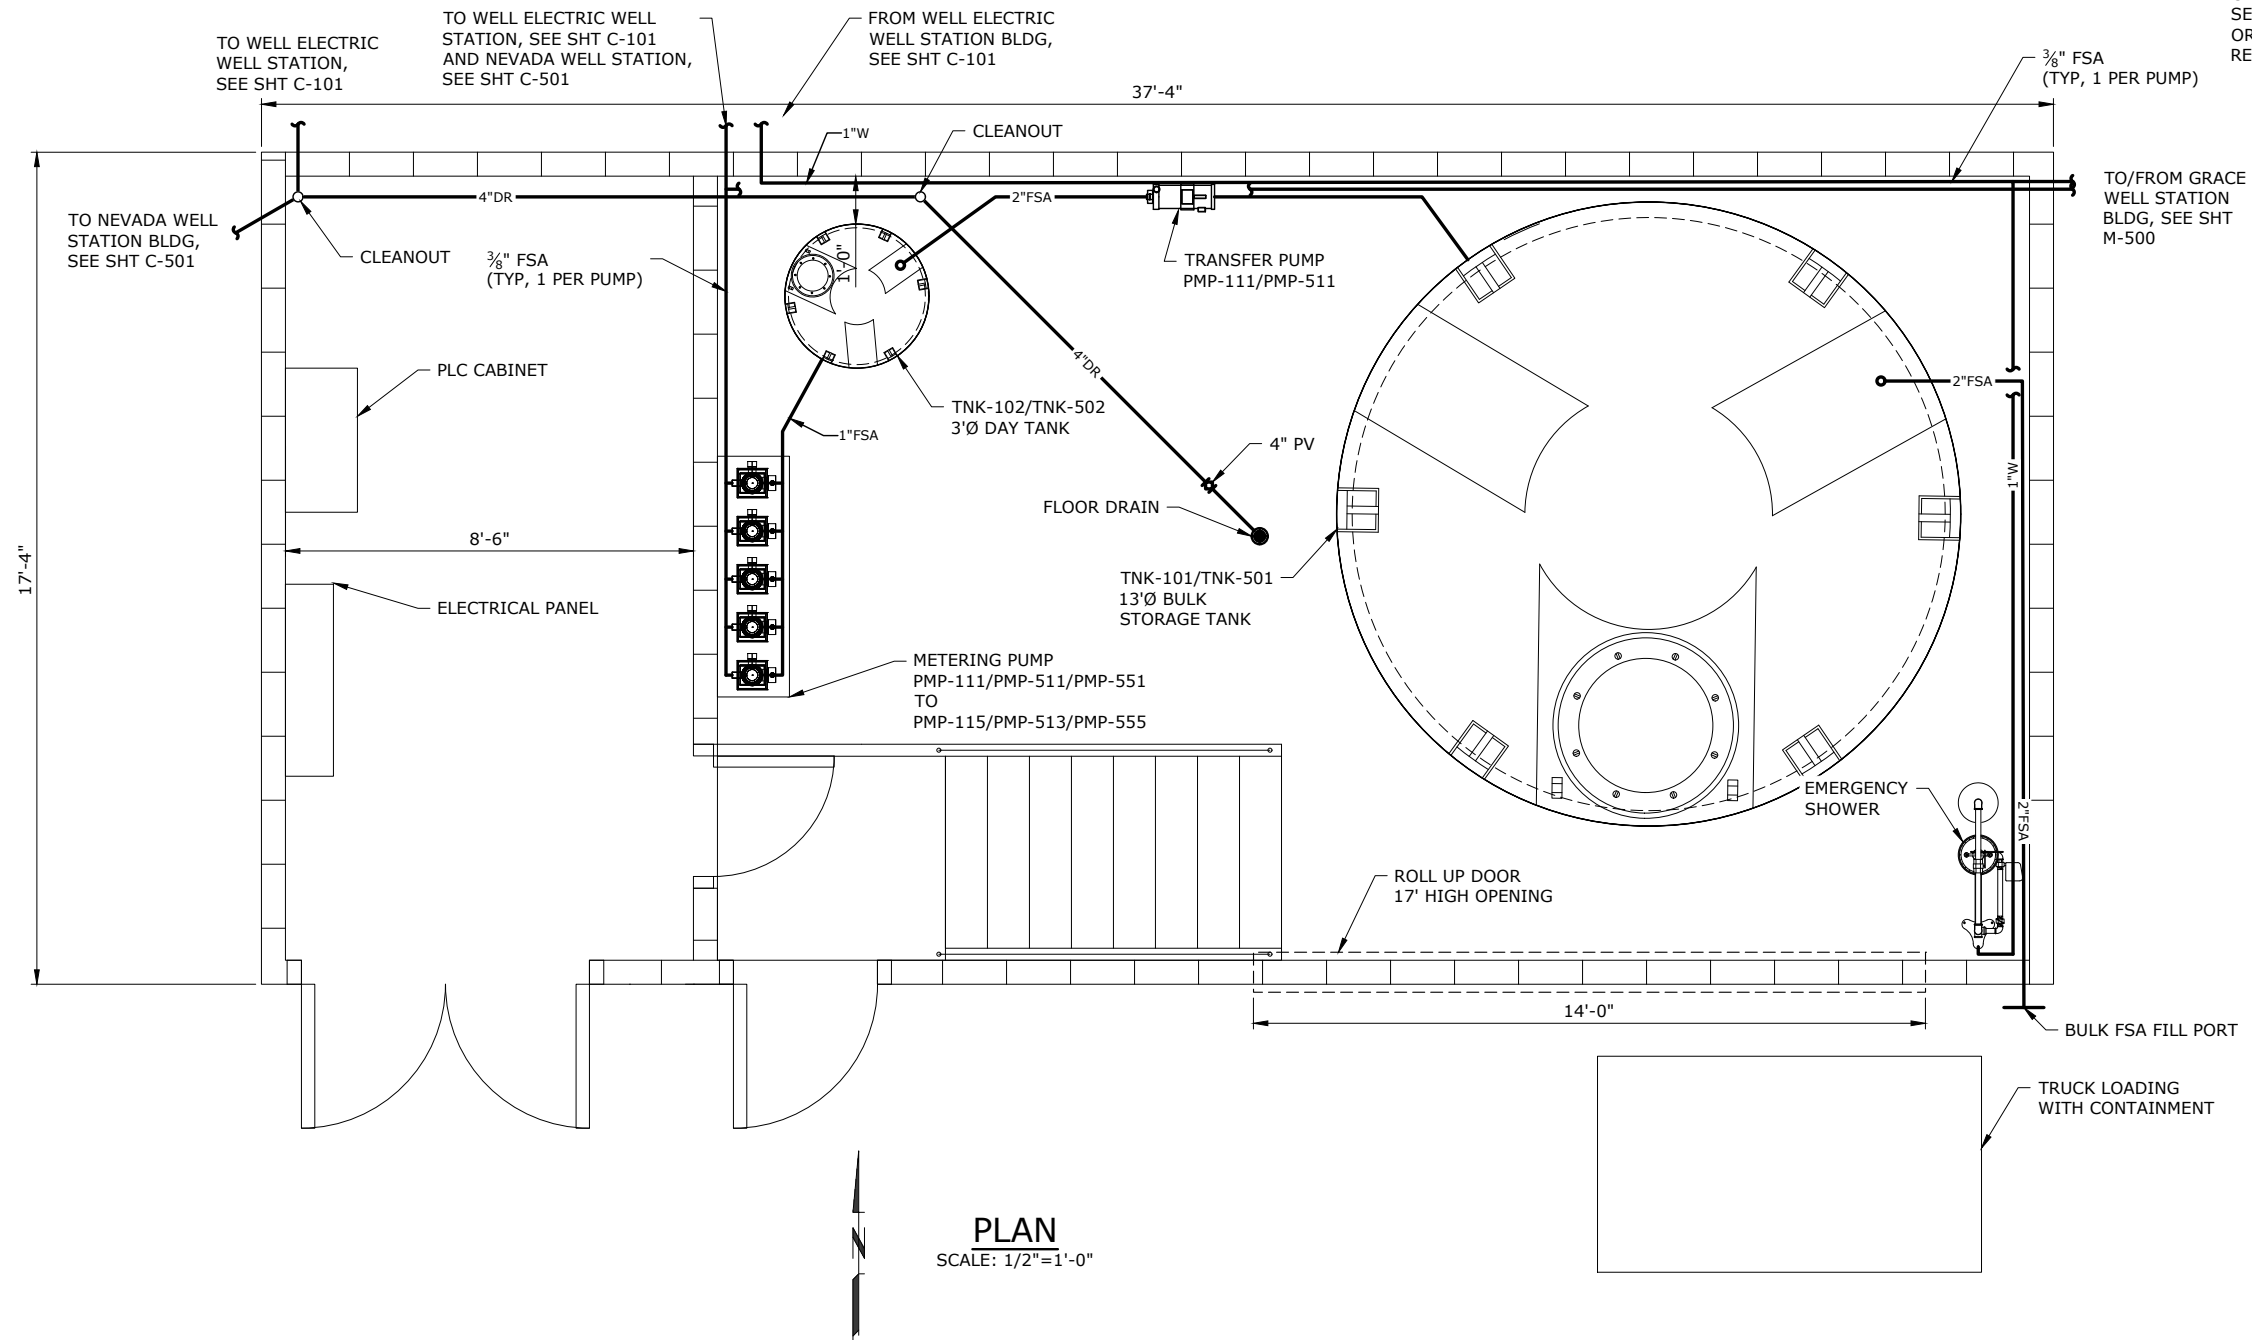 TO WELL ELECTRIC
WELL STATION,
SEE SHT C-101
TO WELL ELECTRIC WELL
STATION, SEE SHT C-101
AND NEVADA WELL STATION,
SEE SHT C-501
FROM WELL ELECTRIC
WELL STATION BLDG,
SEE SHT C-101
SE
OR
RE
3⁄8" FSA
(TYP, 1 PER PUMP)
37'-4"
1"W
CLEANOUT
4"DR
2"FSA
TO/FROM GRACE
WELL STATION
BLDG, SEE SHT
M-500
TO NEVADA WELL
STATION BLDG,
SEE SHT C-501
CLEANOUT
3⁄8" FSA
(TYP, 1 PER PUMP)
1'-0"
TRANSFER PUMP
PMP-111/PMP-511
PLC CABINET
4"DR
2"FSA
TNK-102/TNK-502
3'Ø DAY TANK
1"FSA
4" PV
1"W
FLOOR DRAIN
8'-6"
17'-4"
TNK-101/TNK-501
13'Ø BULK
STORAGE TANK
ELECTRICAL PANEL
METERING PUMP
PMP-111/PMP-511/PMP-551
TO
PMP-115/PMP-513/PMP-555
EMERGENCY
SHOWER
2"FSA
ROLL UP DOOR
17' HIGH OPENING
14'-0"
BULK FSA FILL PORT
TRUCK LOADING
WITH CONTAINMENT
N
PLAN
SCALE: 1/2"=1'-0"